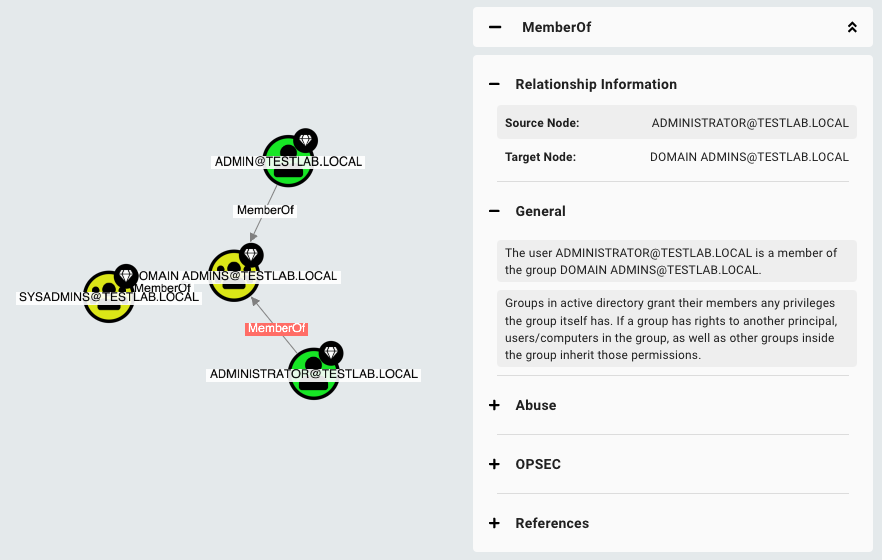 ADMIN@TESTLAB.LOCAL
MemberOf
DOMAIN ADMINS@TESTLAB.LOCAL
MemberOf
SYSADMINS@TESTLAB.LOCAL
MemberOf
ADMINISTRATOR@TESTLAB.LOCAL
MemberOf
Relationship Information
Source Node: ADMINISTRATOR@TESTLAB.LOCAL
Target Node: DOMAIN ADMINS@TESTLAB.LOCAL
General
The user ADMINISTRATOR@TESTLAB.LOCAL is a member of
the group DOMAIN ADMINS@TESTLAB.LOCAL.
Groups in active directory grant their members any privileges
the group itself has. If a group has rights to another principal,
users/computers in the group, as well as other groups inside
the group inherit those permissions.
Abuse
OPSEC
References